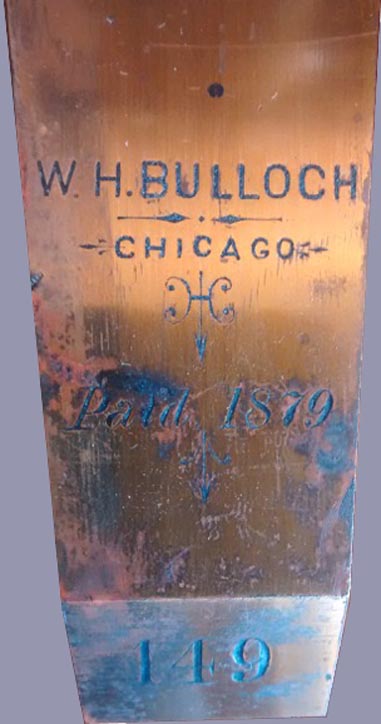 W. H. BULLOCH
CHICAGO
Pat'd. 1879
149